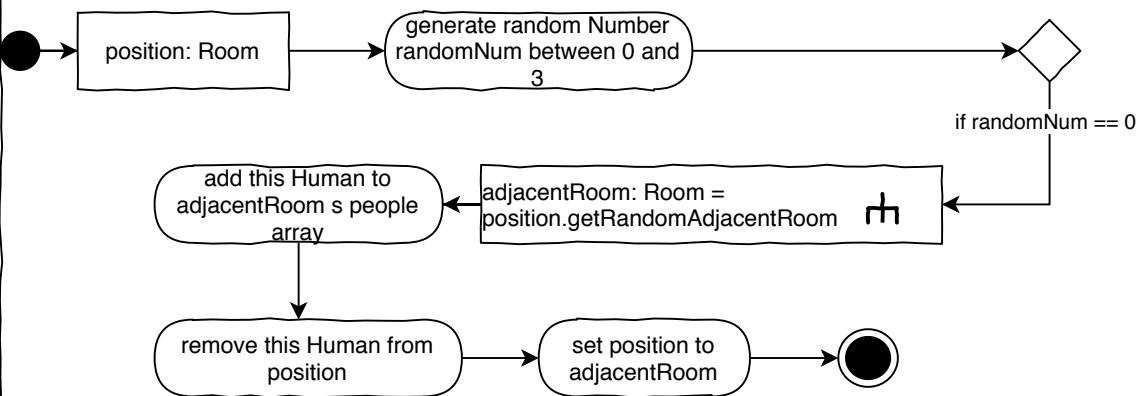 position: Room
generate random Number
randomNum between 0 and
3
if randomNum == 0
adjacentRoom: Room =
position.getRandomAdjacentRoom
add this Human to
adjacentRoom s people
array
remove this Human from
position
set position to
adjacentRoom